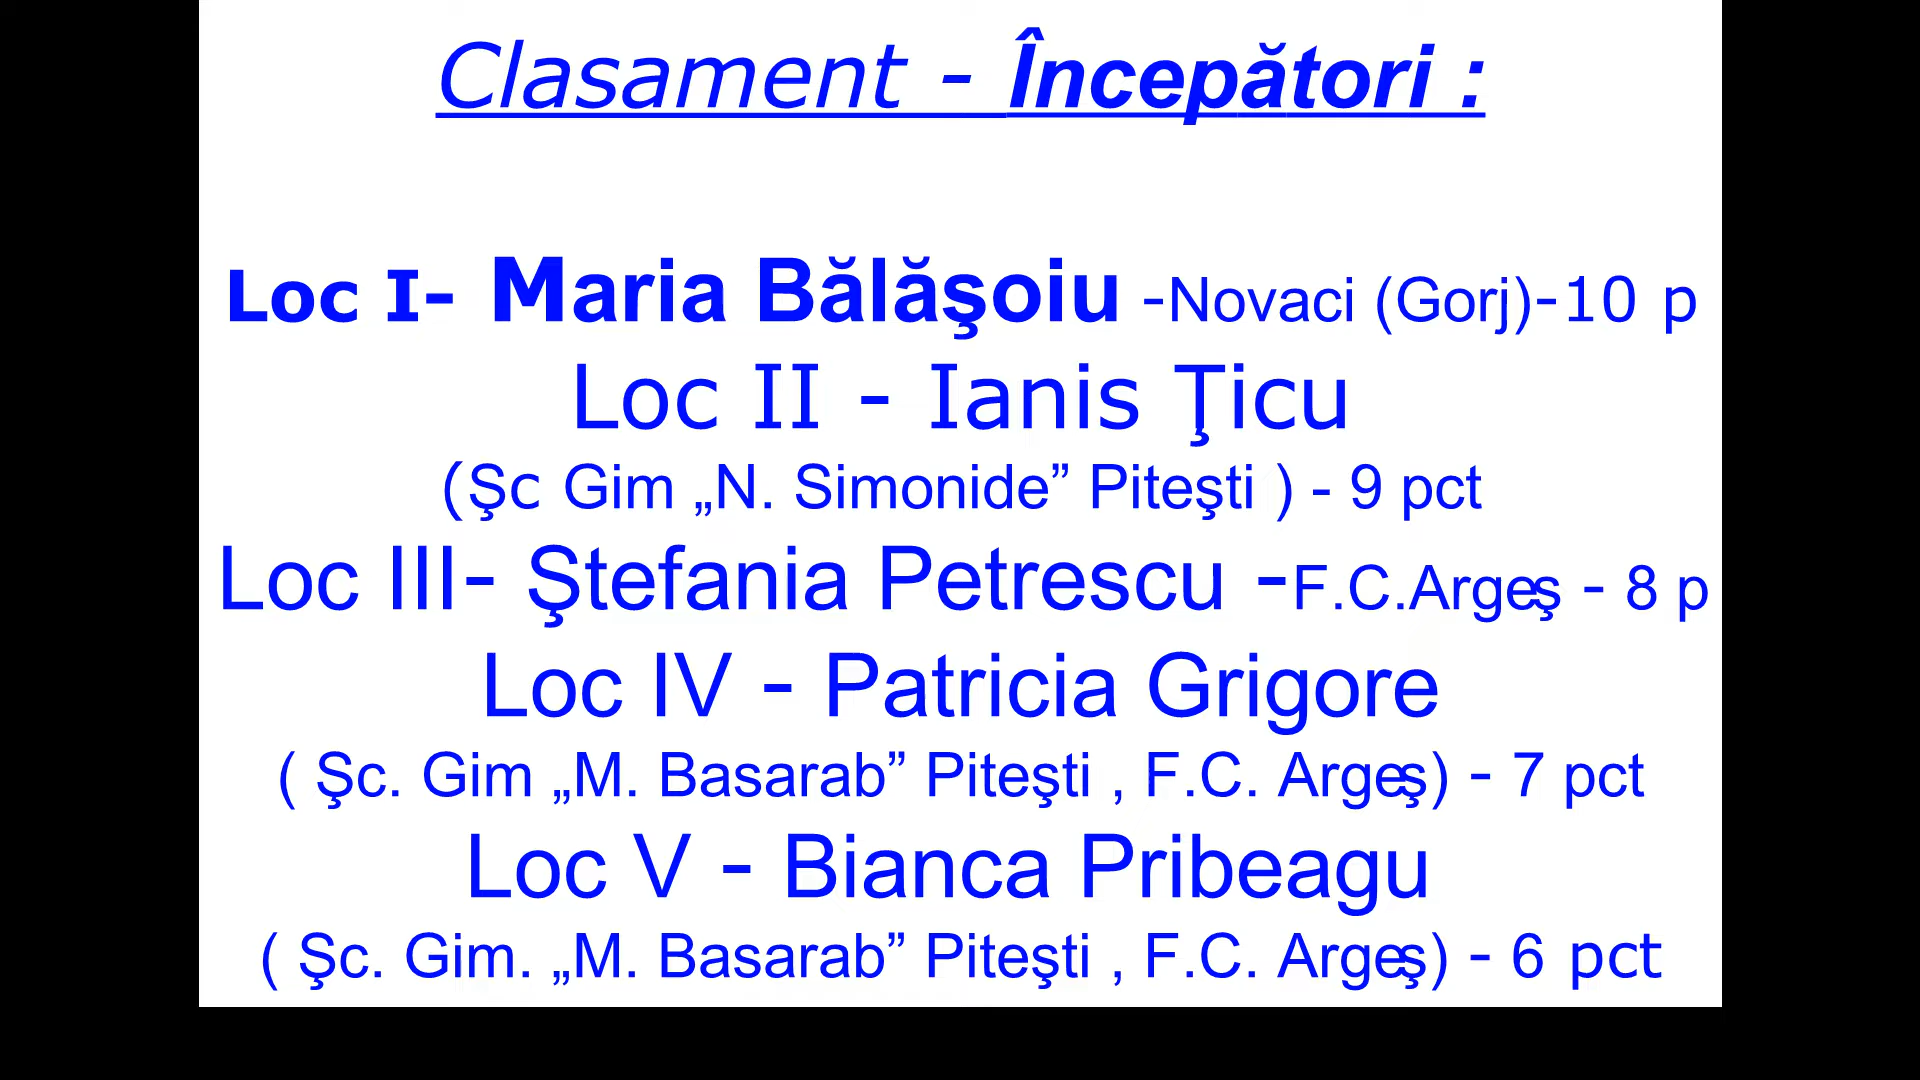 Clasament - Începători :
Loc I- Maria Bălăşoiu -Novaci (Gorj)-10 p
Loc II - Ianis Ţicu
(Şc Gim „N. Simonide” Piteşti ) - 9 pct
Loc III- Ştefania Petrescu -F.C.Argeş - 8 p
Loc IV - Patricia Grigore
( Şc. Gim „M. Basarab” Piteşti , F.C. Argeş) - 7 pct
Loc V - Bianca Pribeagu
( Şc. Gim. „M. Basarab” Piteşti , F.C. Argeş) - 6 pct